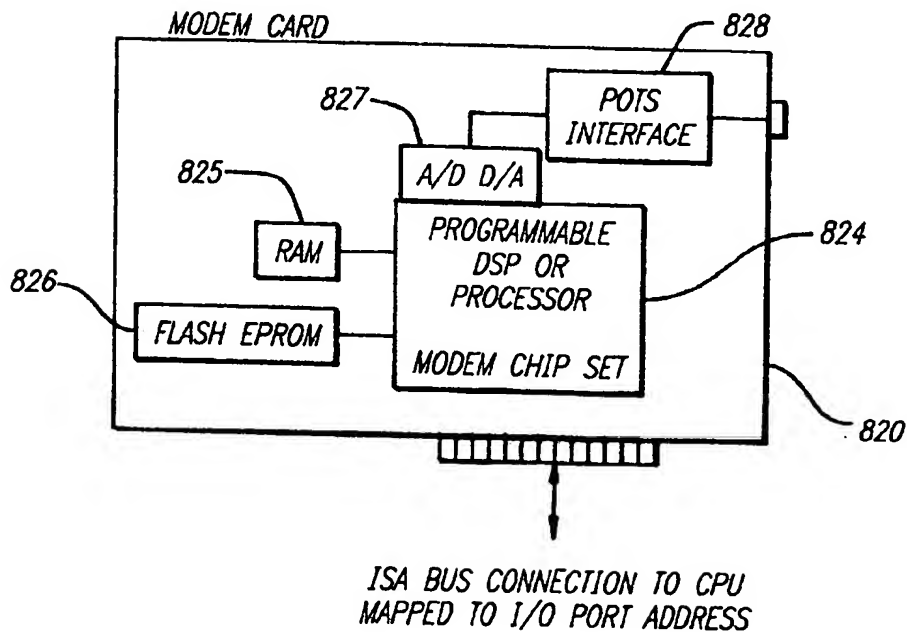 MODEM CARD
828
POTS
INTERFACE
827
A/D D/A
825
RAM
PROGRAMMABLE
DSP OR
PROCESSOR
824
826
FLASH EPROM
MODEM CHIP SET
820
ISA BUS CONNECTION TO CPU
MAPPED TO I/O PORT ADDRESS